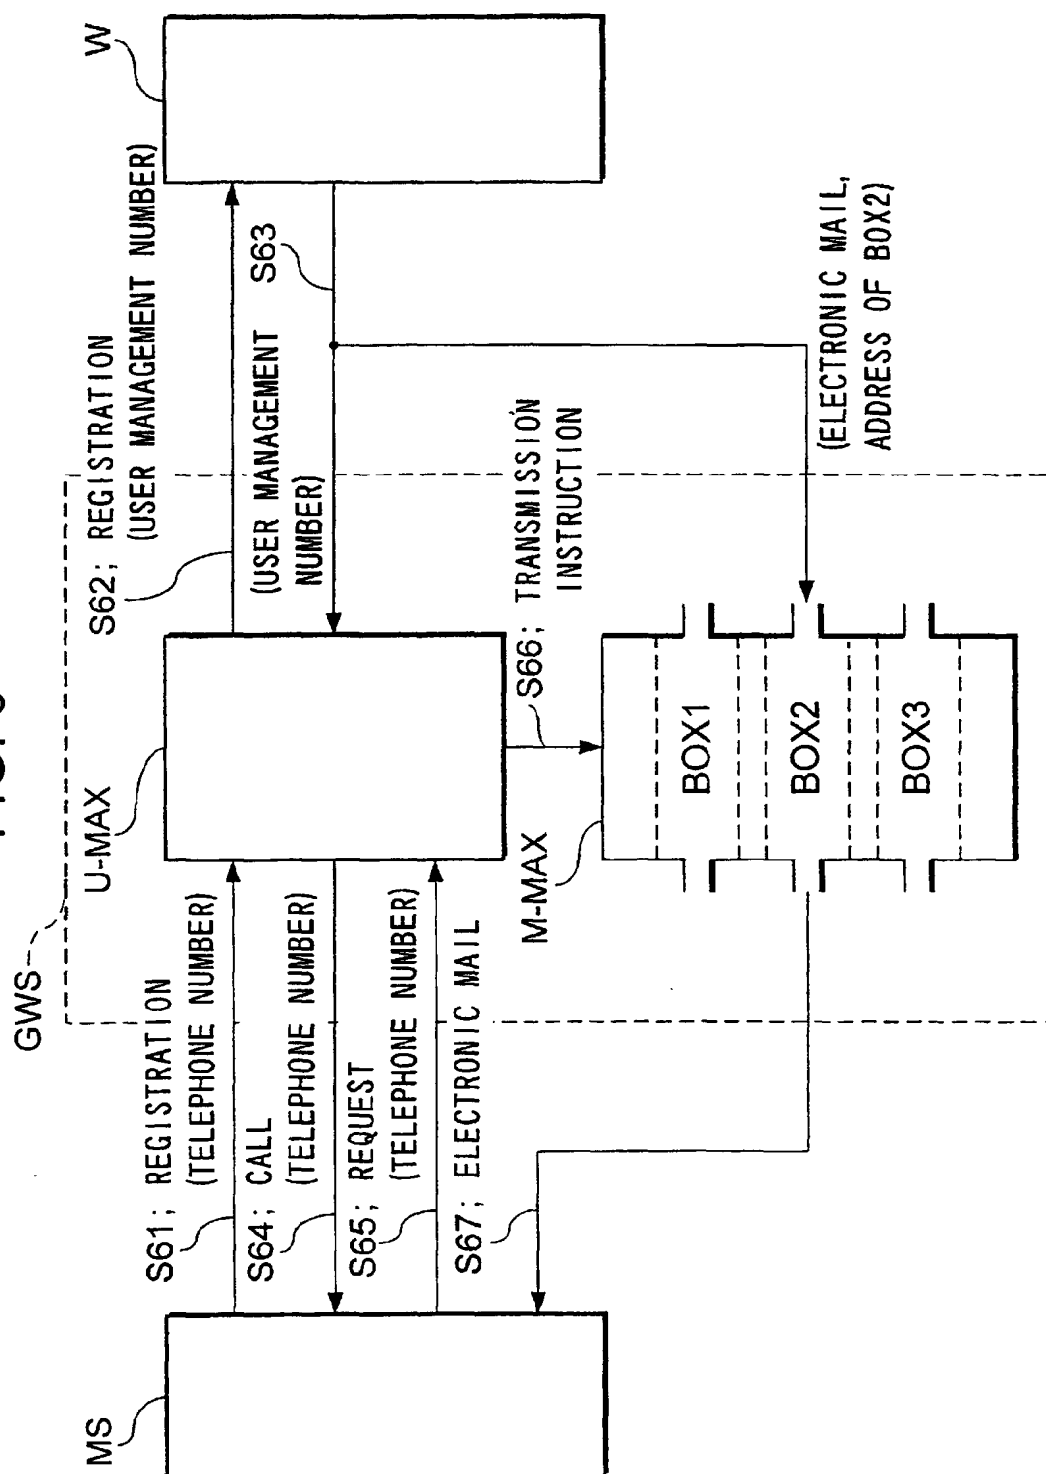 GWS
U-MAX
W
MS
S61; REGISTRATION
(TELEPHONE NUMBER)
S62; REGISTRATION
(USER MANAGEMENT NUMBER)
S64; CALL
(TELEPHONE NUMBER)
(USER MANAGEMENT
NUMBER)
S63
S65; REQUEST
(TELEPHONE NUMBER)
S67; ELECTRONIC MAIL
S66; TRANSMISSION
INSTRUCTION
M-MAX
BOX1
BOX2
BOX3
(ELECTRONIC MAIL,
ADDRESS OF BOX2)